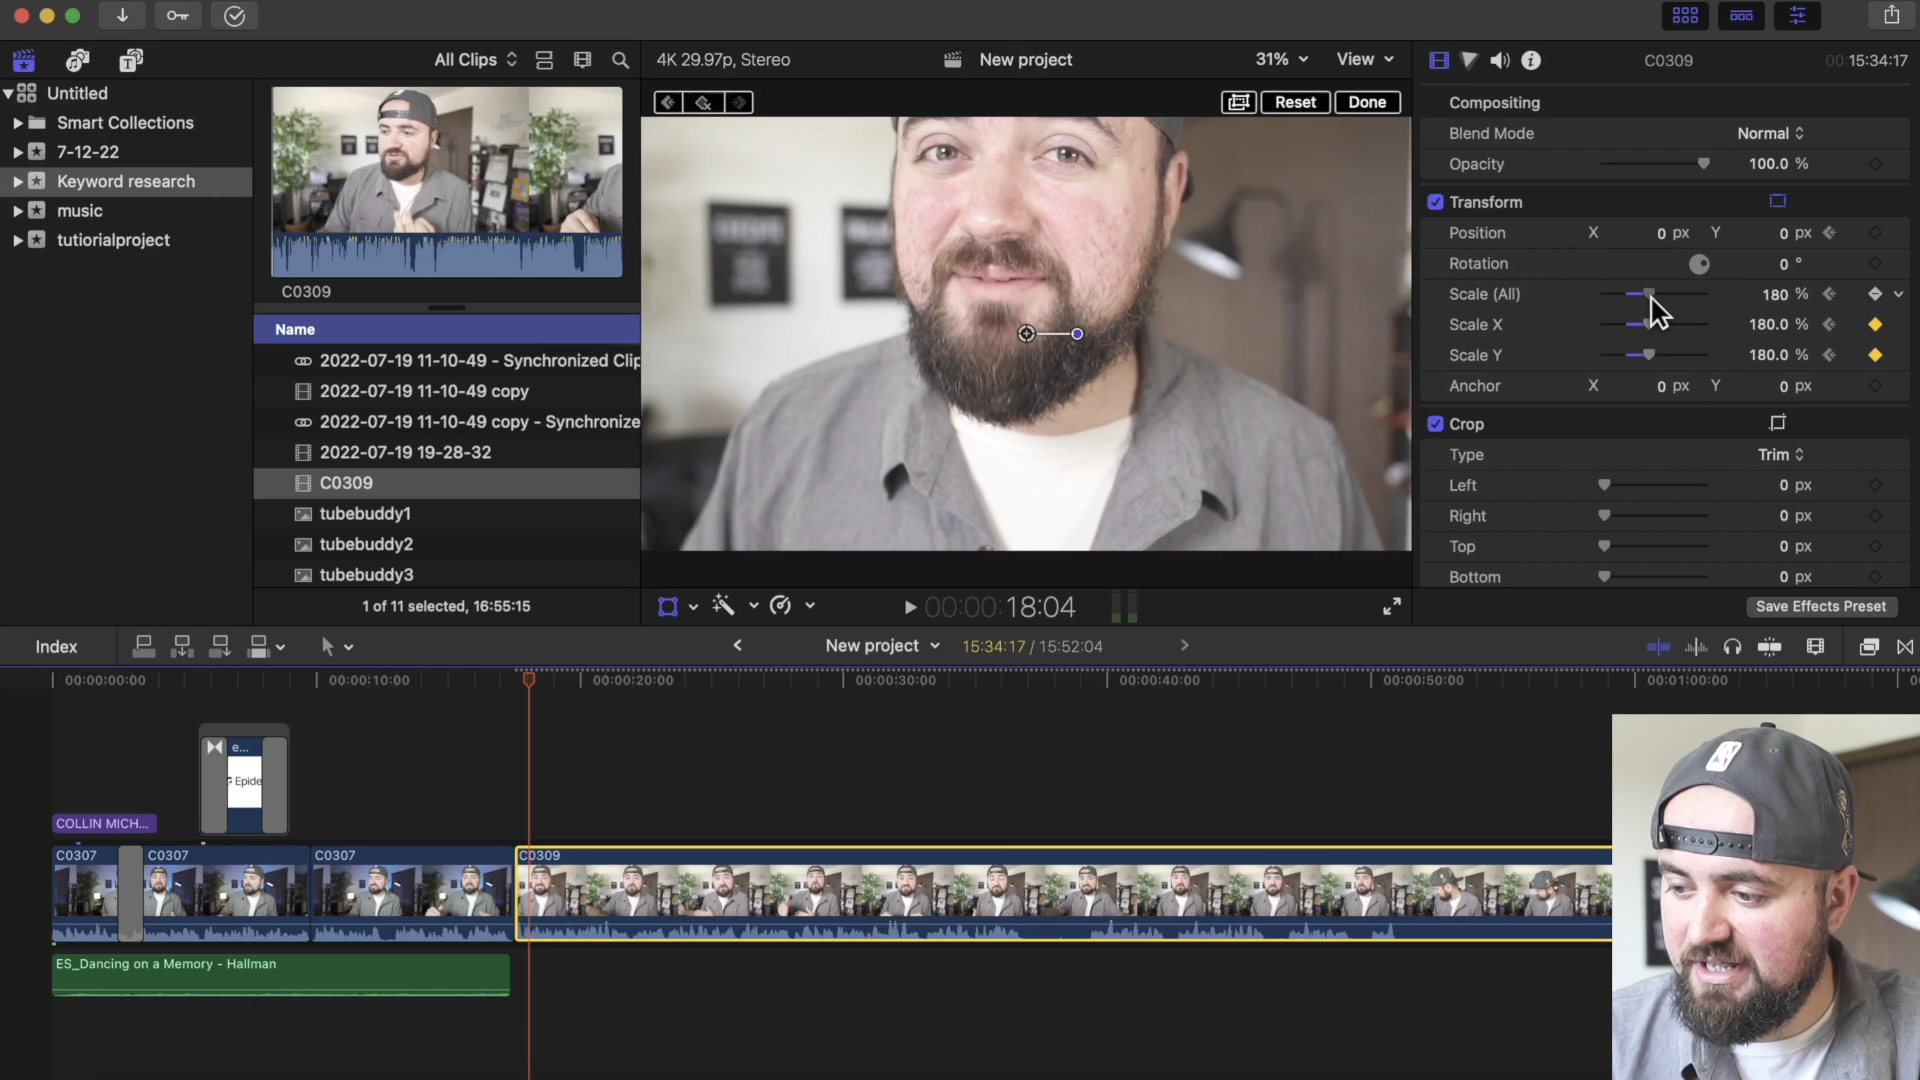 All Clips
4K 29.97p, Stereo
New project
31%
View
C0309
00:15:34:17
Untitled
Smart Collections
7-12-22
Keyword research
music
tutiorialproject
C0309
Name
2022-07-19 11-10-49 - Synchronized Clip
2022-07-19 11-10-49 copy
2022-07-19 11-10-49 copy - Synchronize
2022-07-19 19-28-32
C0309
tubebuddy1
tubebuddy2
tubebuddy3
1 of 11 selected, 16:55:15
Reset
Done
00:00:18:04
Compositing
Blend Mode Normal
Opacity 100.0 %
Transform
Position X 0 px Y 0 px
Rotation 0 °
Scale (All) 180 %
Scale X 180.0 %
Scale Y 180.0 %
Anchor X 0 px Y 0 px
Crop
Type Trim
Left 0 px
Right 0 px
Top 0 px
Bottom 0 px
Save Effects Preset
Index
New project
15:34:17 / 15:52:04
00:00:00:00
00:00:10:00
00:00:20:00
00:00:30:00
00:00:40:00
00:00:50:00
00:01:00:00
e...
Epide
COLLIN MICH...
C0307
C0307
C0307
C0309
ES_Dancing on a Memory - Hallman